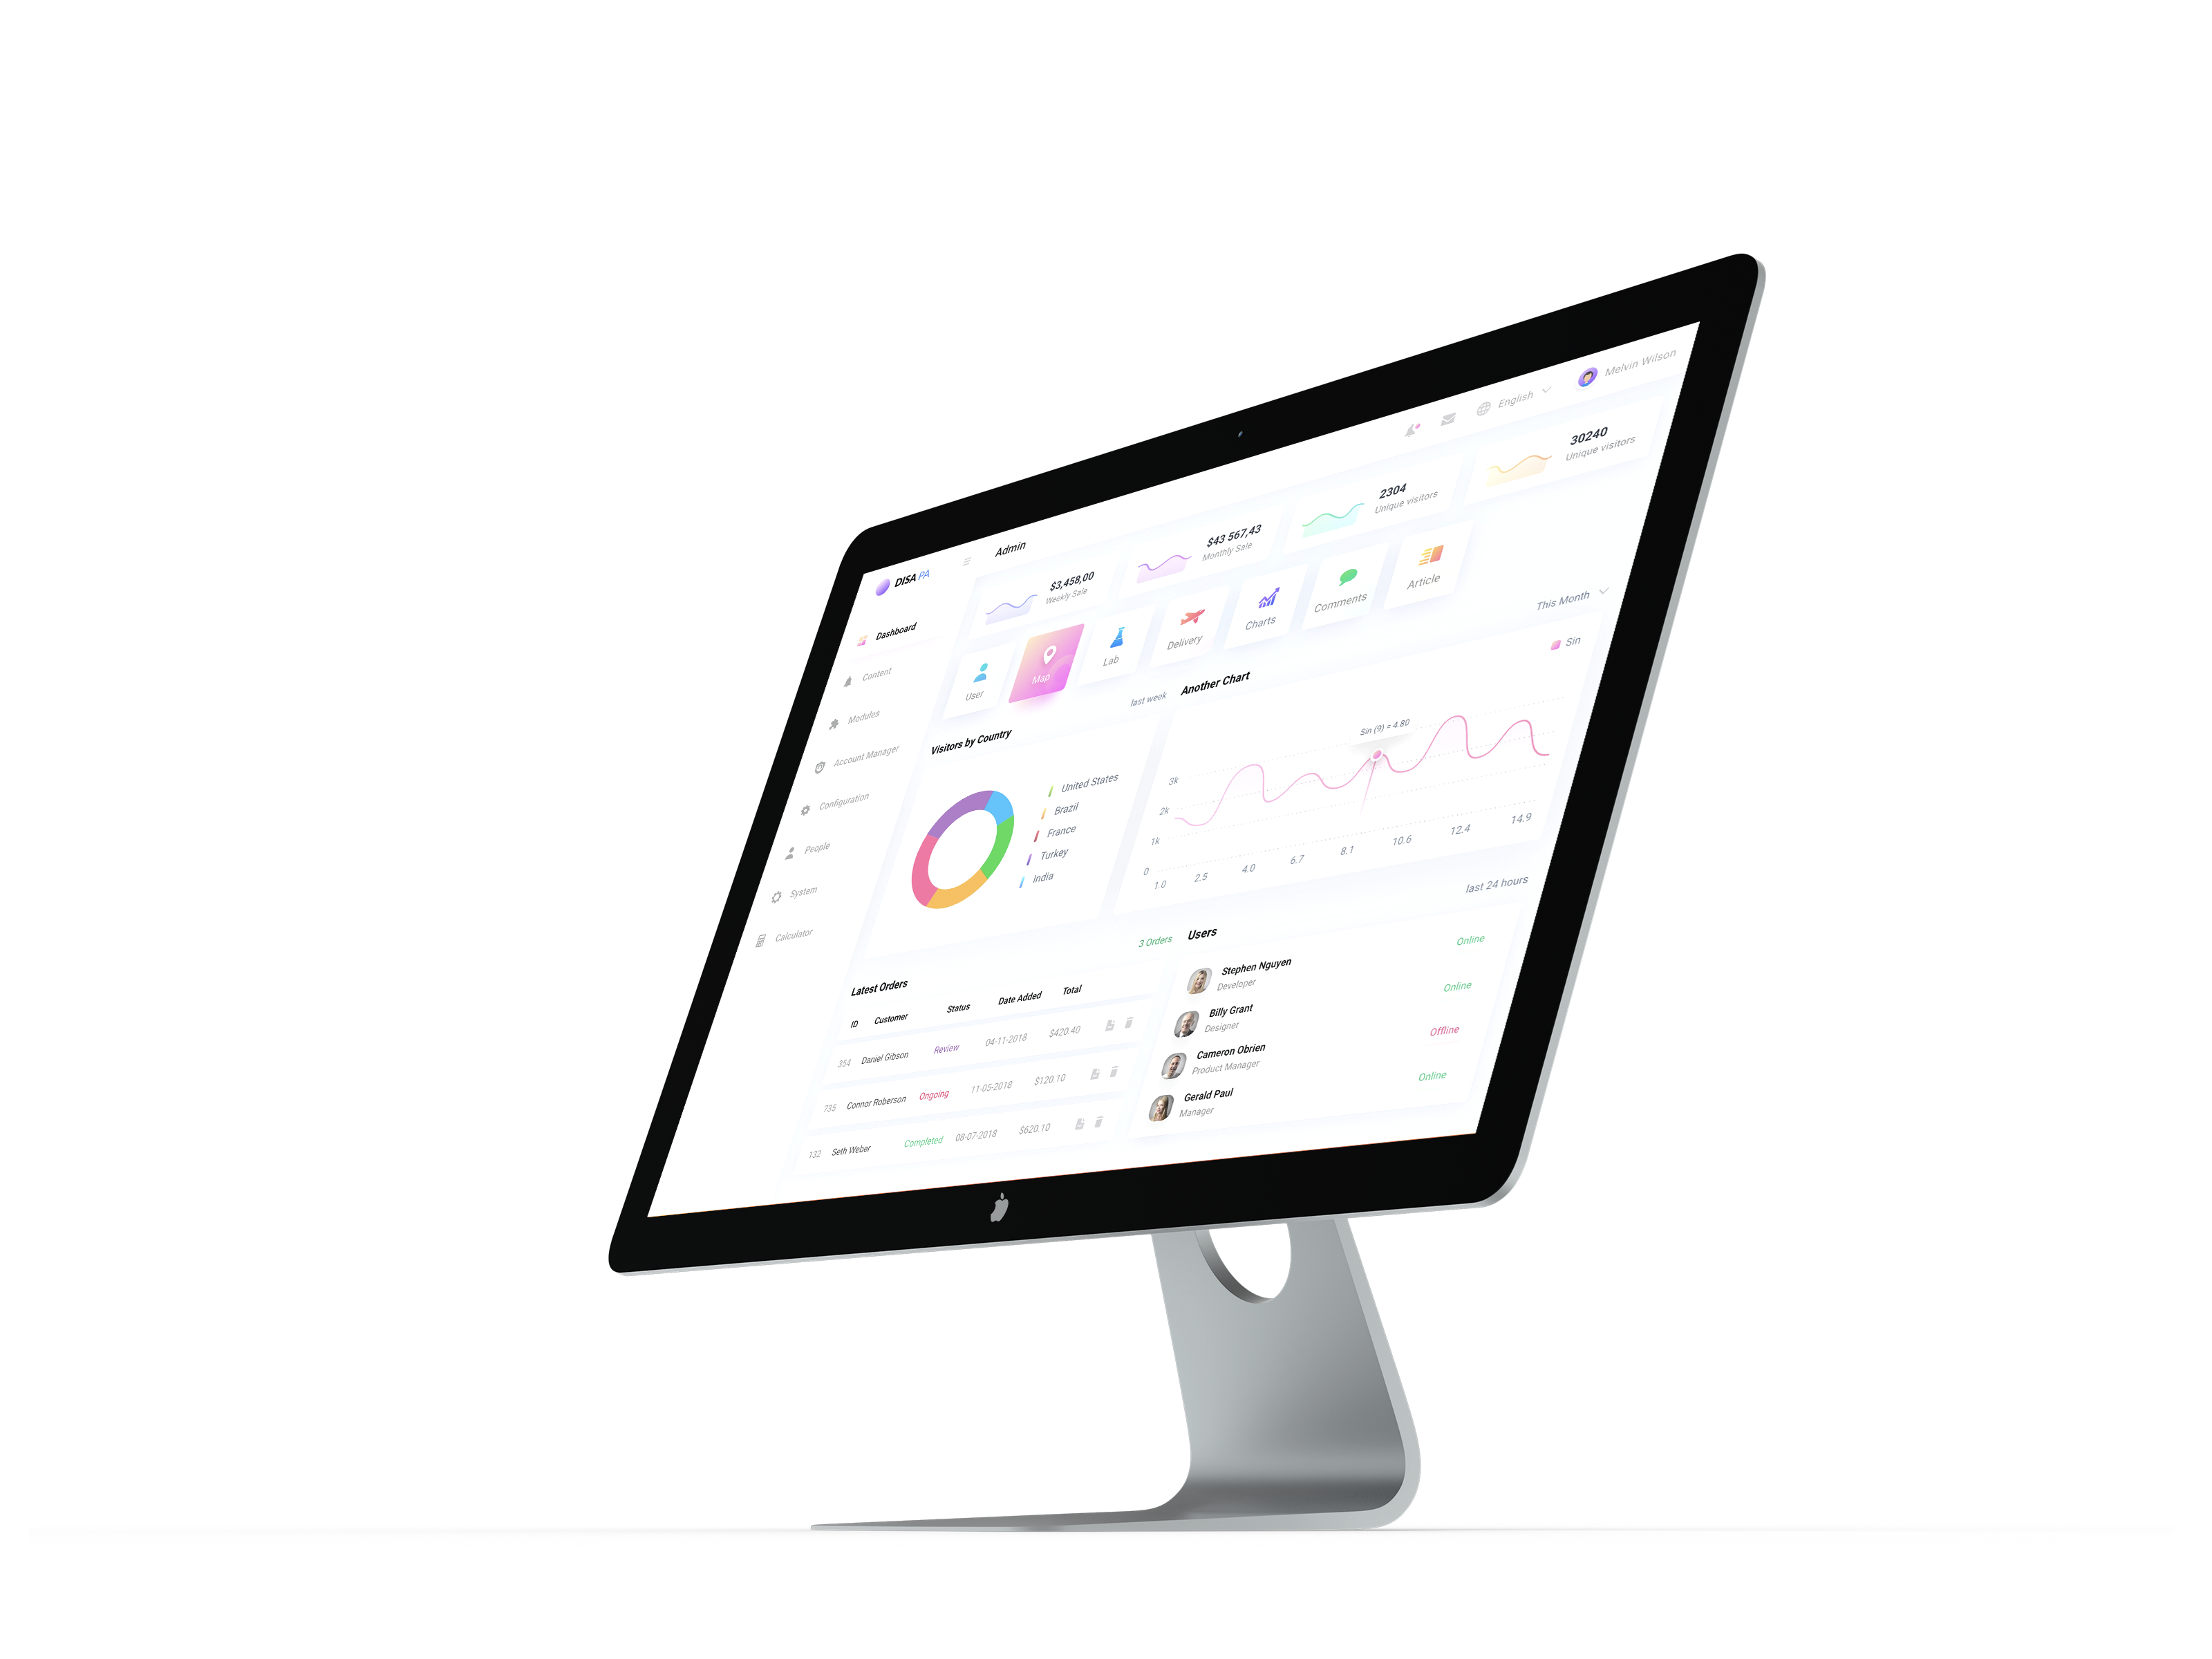 DISA PA
Admin
English
Melvin Wilson
Dashboard
Content
Modules
Account Manager
Configuration
People
System
Calculator
$3,458,00
Weekly Sale
$43 567,43
Monthly Sale
2304
Unique visitors
30240
Unique visitors
User
Map
Lab
Delivery
Charts
Comments
Article
Visitors by Country
last week
United States
Brazil
France
Turkey
India
Another Chart
This Month
Sin
Sin (9) = 4.80
3k
2k
1k
0
1.0 2.5 4.0 6.7 8.1 10.6 12.4 14.9
Latest Orders
3 Orders
ID Customer Status Date Added Total
354 Daniel Gibson Review 04-11-2018 $420.40
735 Connor Roberson Ongoing 11-05-2018 $120.10
132 Seth Weber Completed 08-07-2018 $620.10
Users
last 24 hours
Stephen Nguyen
Developer
Online
Billy Grant
Designer
Online
Cameron Obrien
Product Manager
Offline
Gerald Paul
Manager
Online